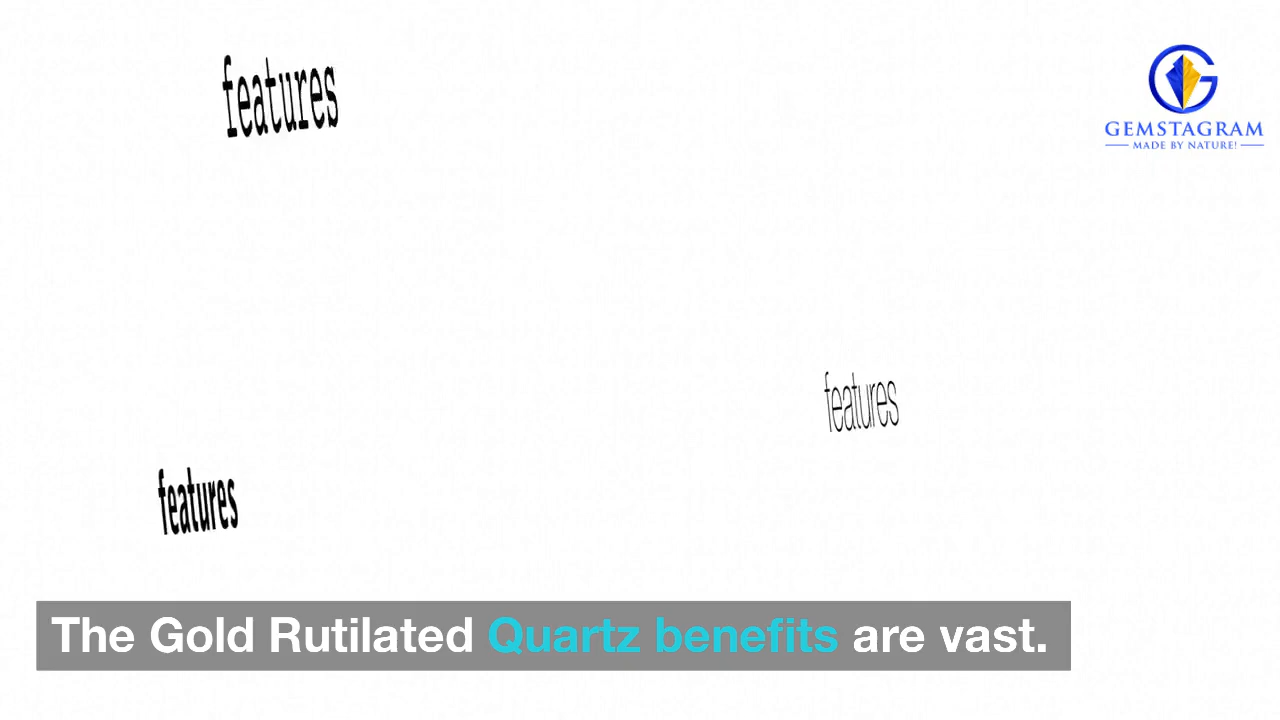 features
GEMSTAGRAM
MADE BY NATURE!
features
features
The Gold Rutilated Quartz benefits are vast.